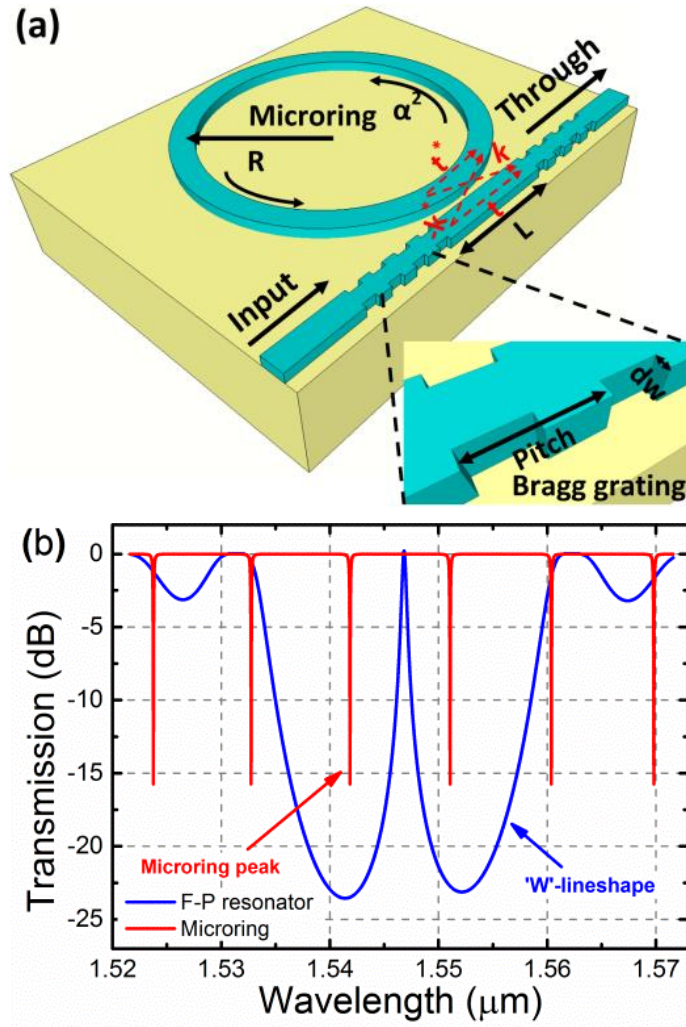 (a)
Microring
α²
Through
R
t*
k
k*
t
L
Input
dw
Pitch
Bragg grating
(b)
0
-5
-10
-15
-20
-25
Transmission (dB)
Microring peak
'W'-lineshape
F-P resonator
Microring
1.52 1.53 1.54 1.55 1.56 1.57
Wavelength (μm)